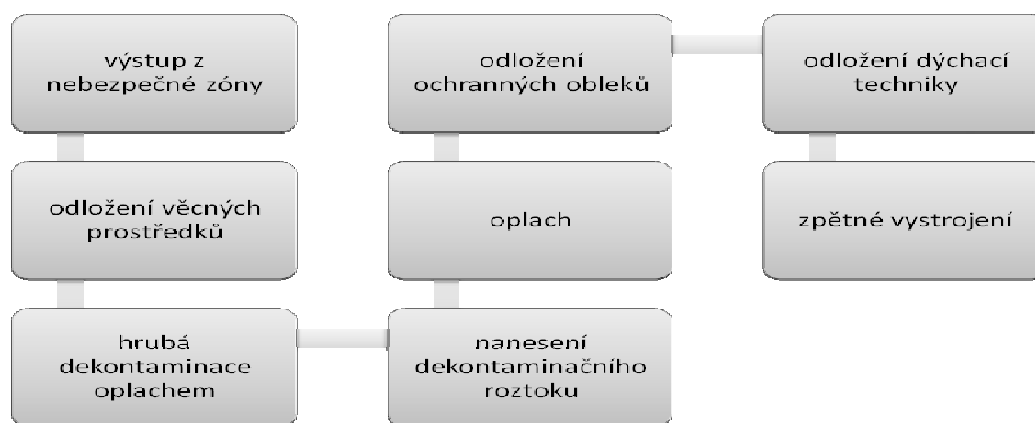 výstup z
nebezpečné zóny
odložení věcných
prostředků
hrubá
dekontaminace
oplachem
nanesení
dekontaminačního
roztoku
oplach
odložení
ochranných obleků
odložení dýchací
techniky
zpětné vystrojení